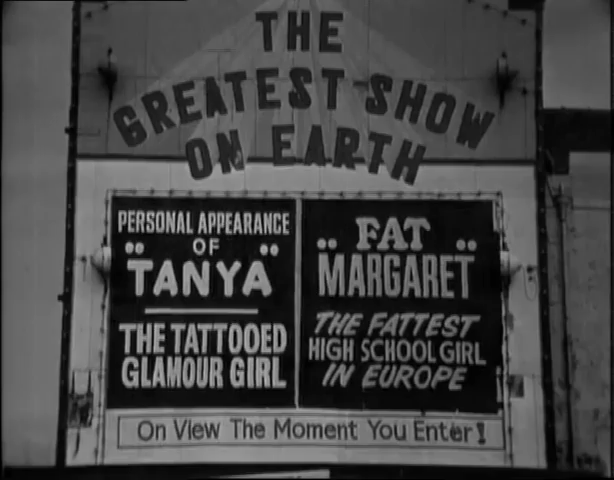 THE
GREATEST SHOW
ON EARTH
PERSONAL APPEARANCE
OF
"TANYA"
THE TATTOOED
GLAMOUR GIRL
"FAT"
MARGARET
THE FATTEST
HIGH SCHOOL GIRL
IN EUROPE
On View The Moment You Enter!